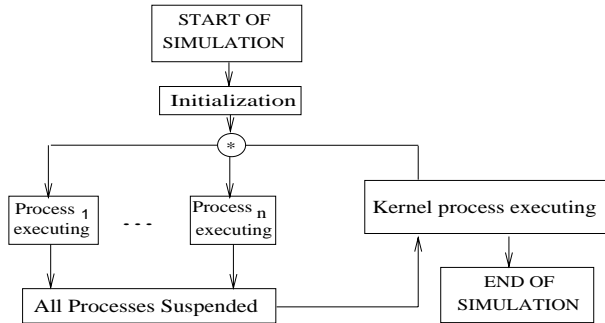 START OF
SIMULATION
Initialization
*
Process 1
executing
- - -
Process n
executing
Kernel process executing
All Processes Suspended
END OF
SIMULATION